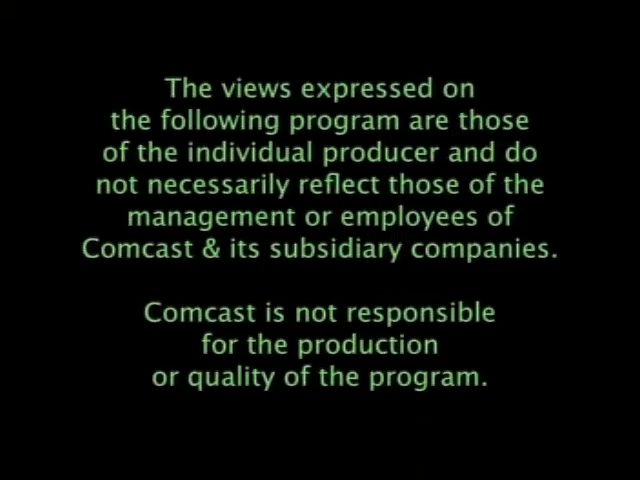 The views expressed on
the following program are those
of the individual producer and do
not necessarily reflect those of the
management or employees of
Comcast & its subsidiary companies.
Comcast is not responsible
for the production
or quality of the program.